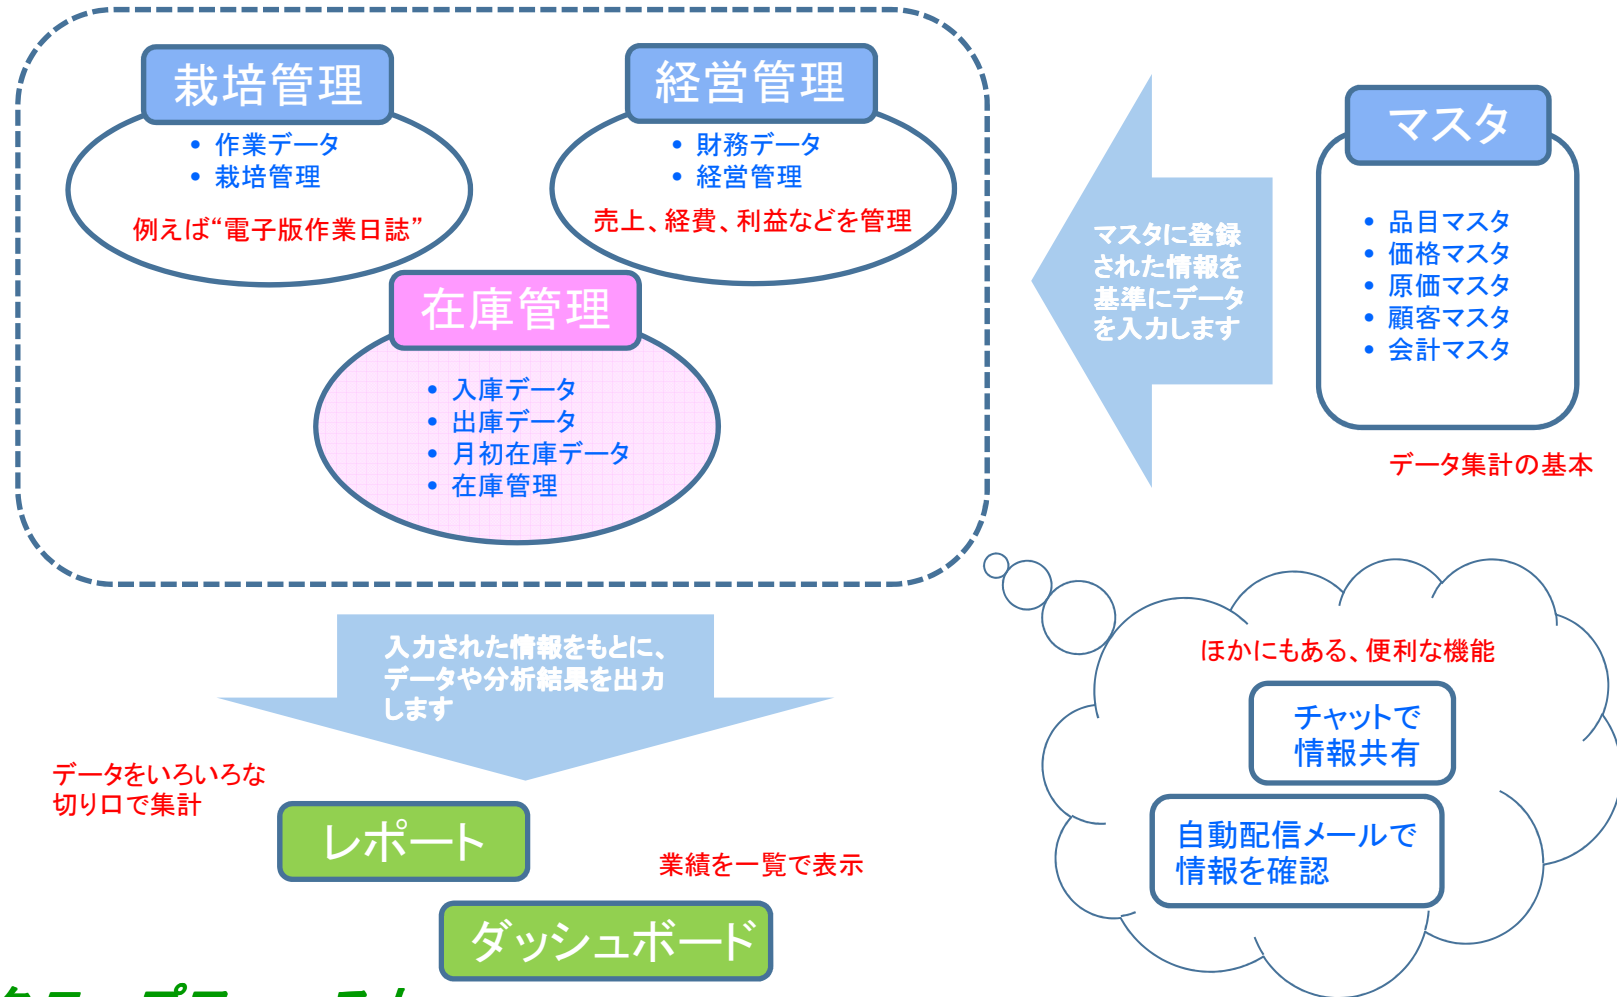 栽培管理
• 作業データ
• 栽培管理
例えば“電子版作業日誌”
経営管理
• 財務データ
• 経営管理
売上、経費、利益などを管理
在庫管理
• 入庫データ
• 出庫データ
• 月初在庫データ
• 在庫管理
マスタに登録
された情報を
基準にデータ
を入力します
マスタ
• 品目マスタ
• 価格マスタ
• 原価マスタ
• 顧客マスタ
• 会計マスタ
データ集計の基本
入力された情報をもとに、
データや分析結果を出力
します
データをいろいろな
切り口で集計
レポート
業績を一覧で表示
ダッシュボード
ほかにもある、便利な機能
チャットで
情報共有
自動配信メールで
情報を確認